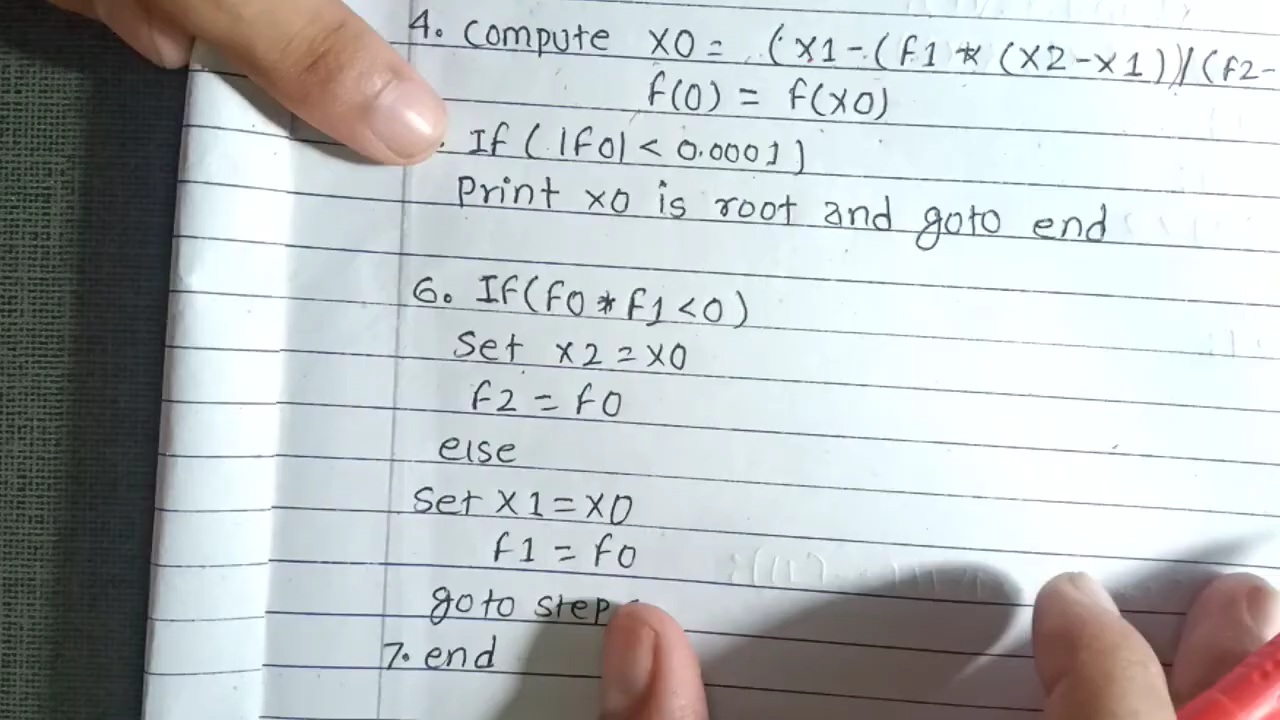 4. compute x0 = (x1-(f1*(x2-x1))/(f2-
f(0) = f(x0)
. If (|f0| < 0.0001)
Print x0 is root and goto end
6. If(f0*f1<0)
Set x2=x0
f2=f0
else
Set x1=x0
f1=f0
goto step
7. end